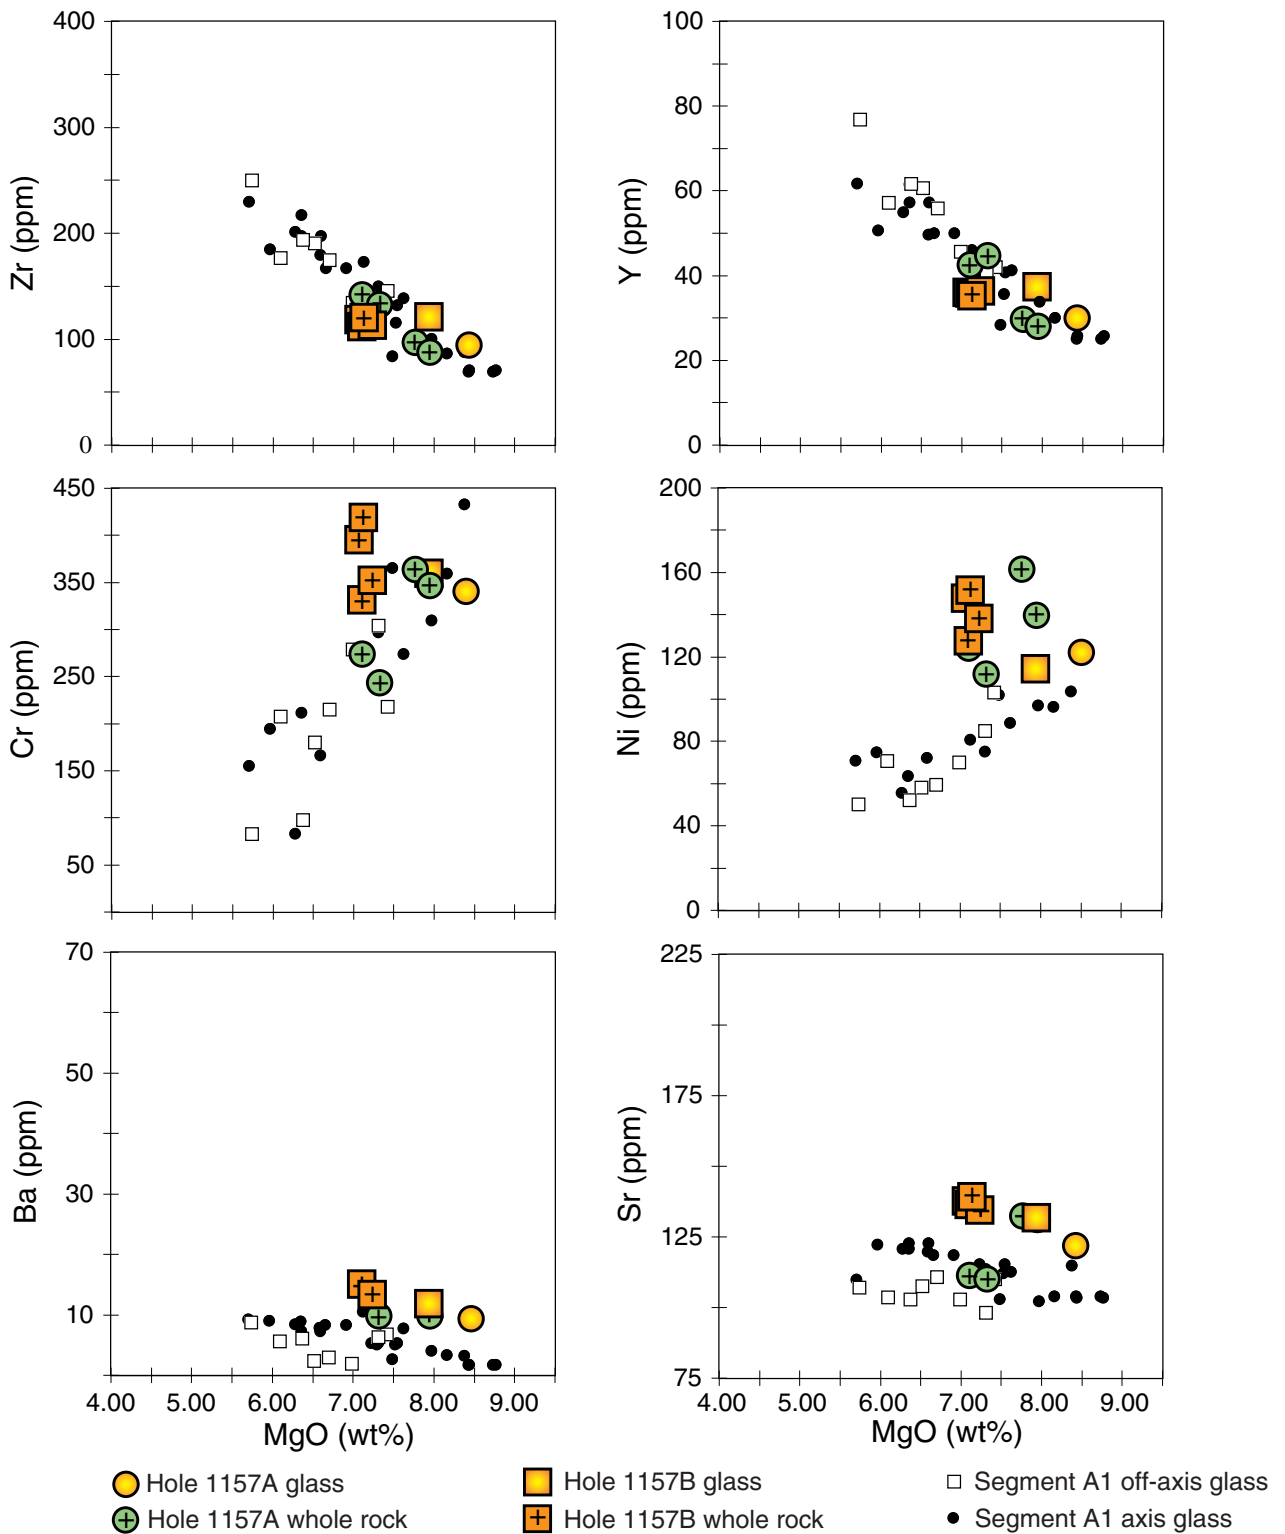 400
300
200
100
0
Zr (ppm)
100
80
60
40
20
0
Y (ppm)
450
350
250
150
50
Cr (ppm)
200
160
120
80
40
0
Ni (ppm)
70
50
30
10
Ba (ppm)
4.00 5.00 6.00 7.00 8.00 9.00
MgO (wt%)
225
175
125
75
Sr (ppm)
4.00 5.00 6.00 7.00 8.00 9.00
MgO (wt%)
Hole 1157A glass
Hole 1157B glass
Segment A1 off-axis glass
Hole 1157A whole rock
Hole 1157B whole rock
Segment A1 axis glass